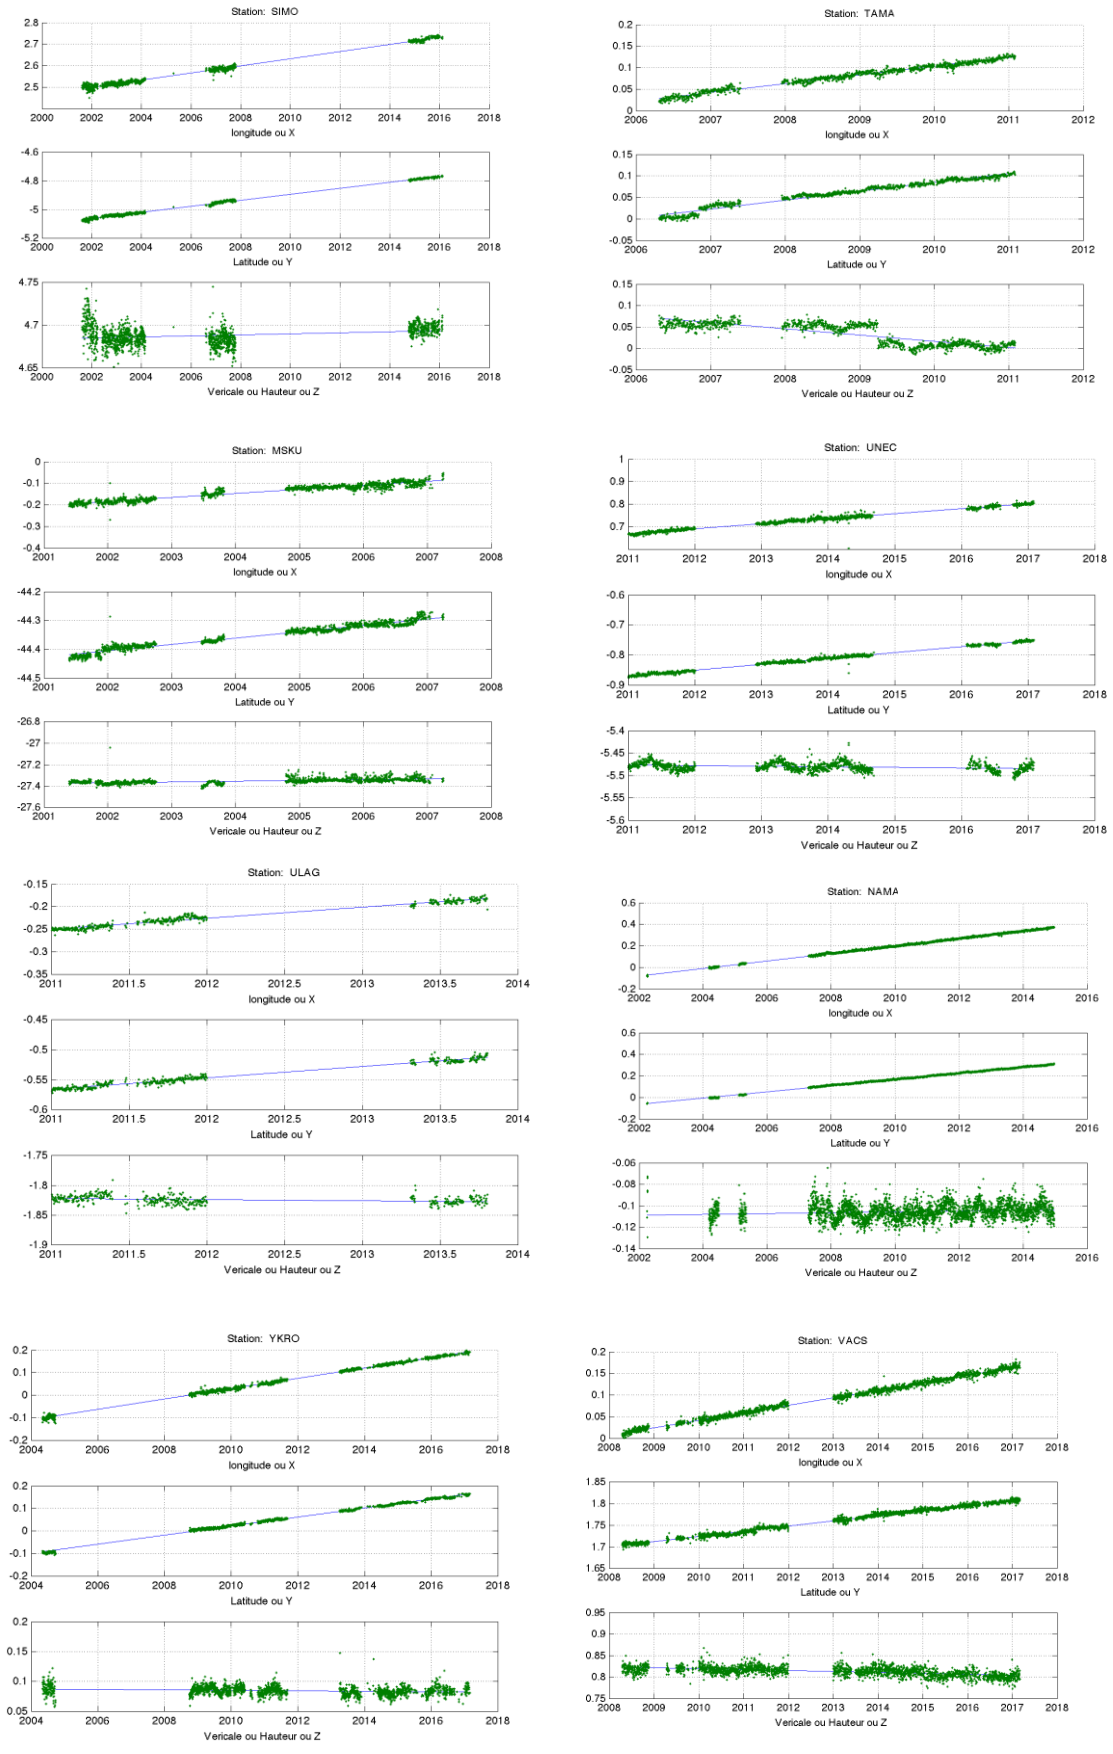 Station: SIMO
2.8
2.7
2.6
2.5
2000 2002 2004 2006 2008 2010 2012 2014 2016 2018
longitude ou X
-4.6
-4.8
-5
-5.2
2000 2002 2004 2006 2008 2010 2012 2014 2016 2018
Latitude ou Y
4.75
4.7
4.65
2000 2002 2004 2006 2008 2010 2012 2014 2016 2018
Vericale ou Hauteur ou Z
Station: TAMA
0.2
0.15
0.1
0.05
0
2006 2007 2008 2009 2010 2011 2012
longitude ou X
0.15
0.1
0.05
0
-0.05
2006 2007 2008 2009 2010 2011 2012
Latitude ou Y
0.15
0.1
0.05
0
-0.05
2006 2007 2008 2009 2010 2011 2012
Vericale ou Hauteur ou Z
Station: MSKU
0
-0.1
-0.2
-0.3
-0.4
2001 2002 2003 2004 2005 2006 2007 2008
longitude ou X
-44.2
-44.3
-44.4
-44.5
2001 2002 2003 2004 2005 2006 2007 2008
Latitude ou Y
-26.8
-27
-27.2
-27.4
-27.6
2001 2002 2003 2004 2005 2006 2007 2008
Vericale ou Hauteur ou Z
Station: UNEC
1
0.9
0.8
0.7
2011 2012 2013 2014 2015 2016 2017 2018
longitude ou X
-0.6
-0.7
-0.8
-0.9
2011 2012 2013 2014 2015 2016 2017 2018
Latitude ou Y
-5.4
-5.45
-5.5
-5.55
-5.6
2011 2012 2013 2014 2015 2016 2017 2018
Vericale ou Hauteur ou Z
Station: ULAG
-0.15
-0.2
-0.25
-0.3
-0.35
2011 2011.5 2012 2012.5 2013 2013.5 2014
longitude ou X
-0.45
-0.5
-0.55
-0.6
2011 2011.5 2012 2012.5 2013 2013.5 2014
Latitude ou Y
-1.75
-1.8
-1.85
-1.9
2011 2011.5 2012 2012.5 2013 2013.5 2014
Vericale ou Hauteur ou Z
Station: NAMA
0.6
0.4
0.2
0
-0.2
2002 2004 2006 2008 2010 2012 2014 2016
longitude ou X
0.6
0.4
0.2
0
-0.2
2002 2004 2006 2008 2010 2012 2014 2016
Latitude ou Y
-0.06
-0.08
-0.1
-0.12
-0.14
2002 2004 2006 2008 2010 2012 2014 2016
Vericale ou Hauteur ou Z
Station: YKRO
0.2
0.1
0
-0.1
-0.2
2004 2006 2008 2010 2012 2014 2016 2018
longitude ou X
0.2
0.1
0
-0.1
-0.2
2004 2006 2008 2010 2012 2014 2016 2018
Latitude ou Y
0.2
0.15
0.1
0.05
2004 2006 2008 2010 2012 2014 2016 2018
Vericale ou Hauteur ou Z
Station: VACS
0.2
0.15
0.1
0.05
0
2008 2009 2010 2011 2012 2013 2014 2015 2016 2017 2018
longitude ou X
1.85
1.8
1.75
1.7
1.65
2008 2009 2010 2011 2012 2013 2014 2015 2016 2017 2018
Latitude ou Y
0.95
0.9
0.85
0.8
0.75
2008 2009 2010 2011 2012 2013 2014 2015 2016 2017 2018
Vericale ou Hauteur ou Z